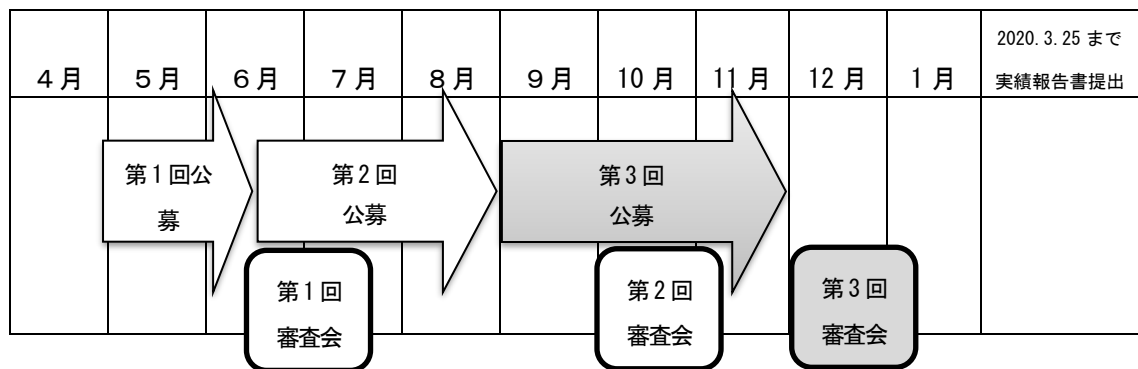 4月
5月
6月
7月
8月
9月
10月
11月
12月
1月
2020.3.25 まで
実績報告書提出
第1回公
募
第2回
公募
第3回
公募
第1回
審査会
第2回
審査会
第3回
審査会